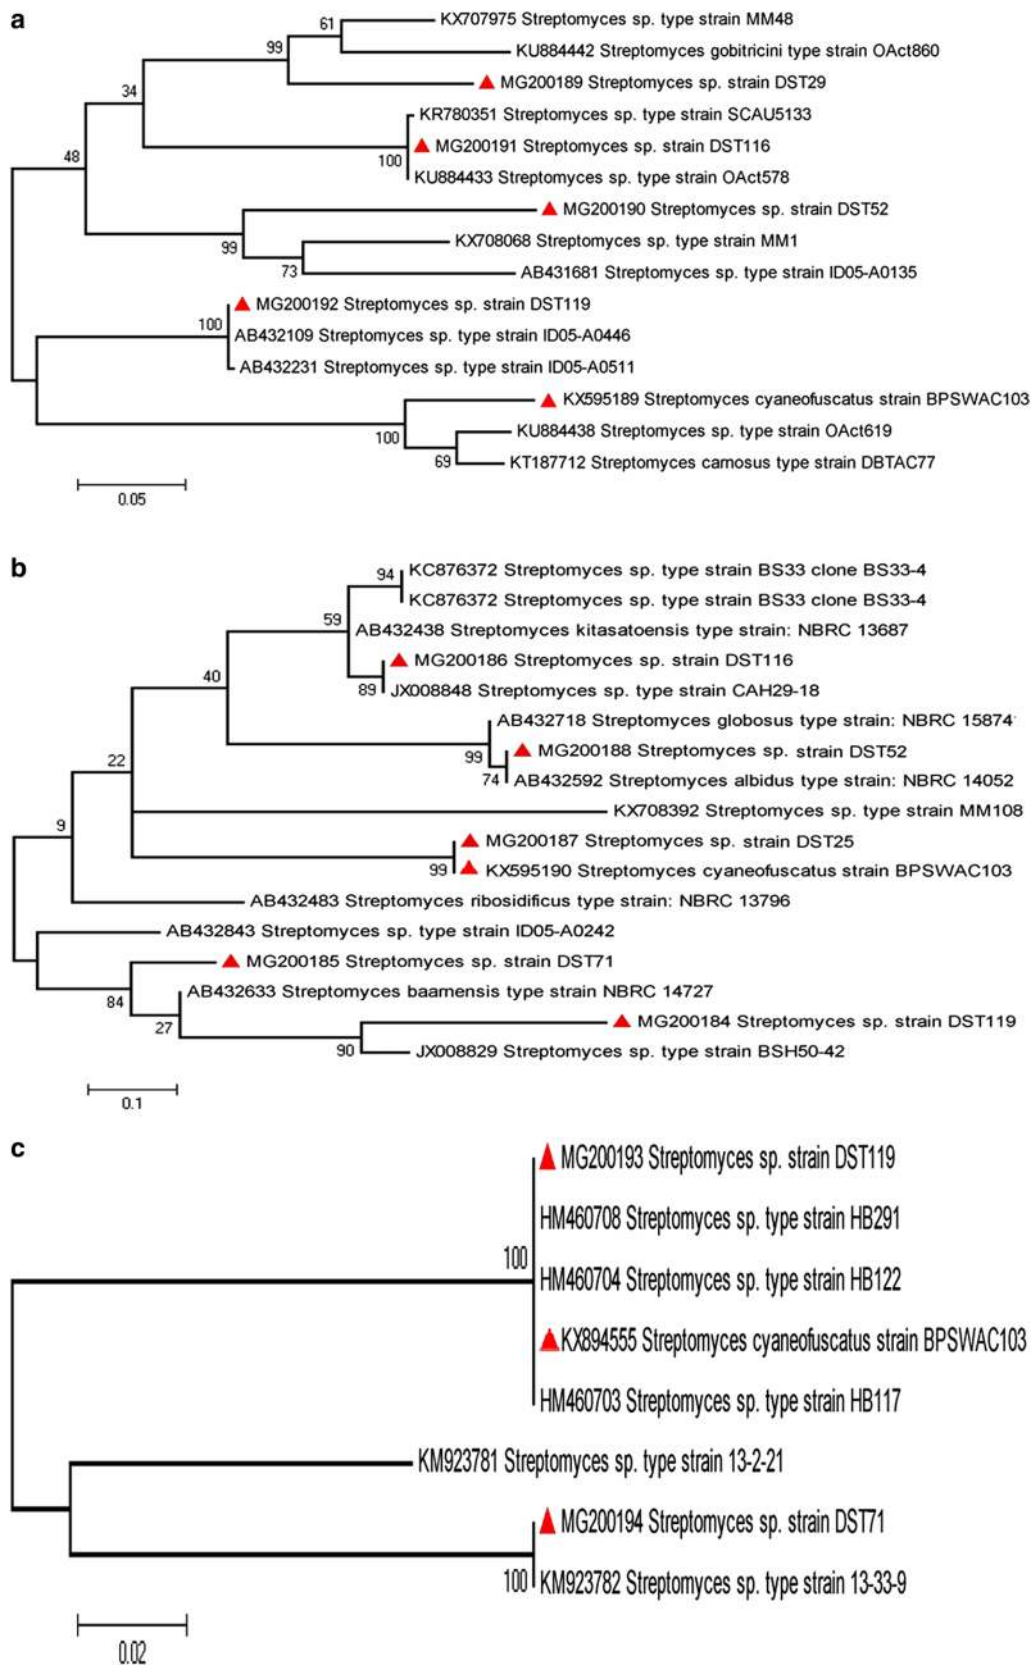 a
KX707975 Streptomyces sp. type strain MM48
61
KU884442 Streptomyces gobitricini type strain OAct860
99
MG200189 Streptomyces sp. strain DST29
34
KR780351 Streptomyces sp. type strain SCAU5133
MG200191 Streptomyces sp. strain DST116
100
48
KU884433 Streptomyces sp. type strain OAct578
MG200190 Streptomyces sp. strain DST52
99
KX708068 Streptomyces sp. type strain MM1
73
AB431681 Streptomyces sp. type strain ID05-A0135
MG200192 Streptomyces sp. strain DST119
100
AB432109 Streptomyces sp. type strain ID05-A0446
AB432231 Streptomyces sp. type strain ID05-A0511
KX595189 Streptomyces cyaneofuscatus strain BPSWAC103
100
KU884438 Streptomyces sp. type strain OAct619
69
KT187712 Streptomyces carnosus type strain DBTAC77
0.05
b
KC876372 Streptomyces sp. type strain BS33 clone BS33-4
94
KC876372 Streptomyces sp. type strain BS33 clone BS33-4
59
AB432438 Streptomyces kitasatoensis type strain: NBRC 13687
MG200186 Streptomyces sp. strain DST116
40
89
JX008848 Streptomyces sp. type strain CAH29-18
AB432718 Streptomyces globosus type strain: NBRC 15874
MG200188 Streptomyces sp. strain DST52
99
22
74
AB432592 Streptomyces albidus type strain: NBRC 14052
KX708392 Streptomyces sp. type strain MM108
9
MG200187 Streptomyces sp. strain DST25
99
KX595190 Streptomyces cyaneofuscatus strain BPSWAC103
AB432483 Streptomyces ribosidificus type strain: NBRC 13796
AB432843 Streptomyces sp. type strain ID05-A0242
MG200185 Streptomyces sp. strain DST71
84
AB432633 Streptomyces baarnensis type strain NBRC 14727
27
MG200184 Streptomyces sp. strain DST119
90
JX008829 Streptomyces sp. type strain BSH50-42
0.1
c
MG200193 Streptomyces sp. strain DST119
HM460708 Streptomyces sp. type strain HB291
100
HM460704 Streptomyces sp. type strain HB122
KX894555 Streptomyces cyaneofuscatus strain BPSWAC103
HM460703 Streptomyces sp. type strain HB117
KM923781 Streptomyces sp. type strain 13-2-21
MG200194 Streptomyces sp. strain DST71
100
KM923782 Streptomyces sp. type strain 13-33-9
0.02